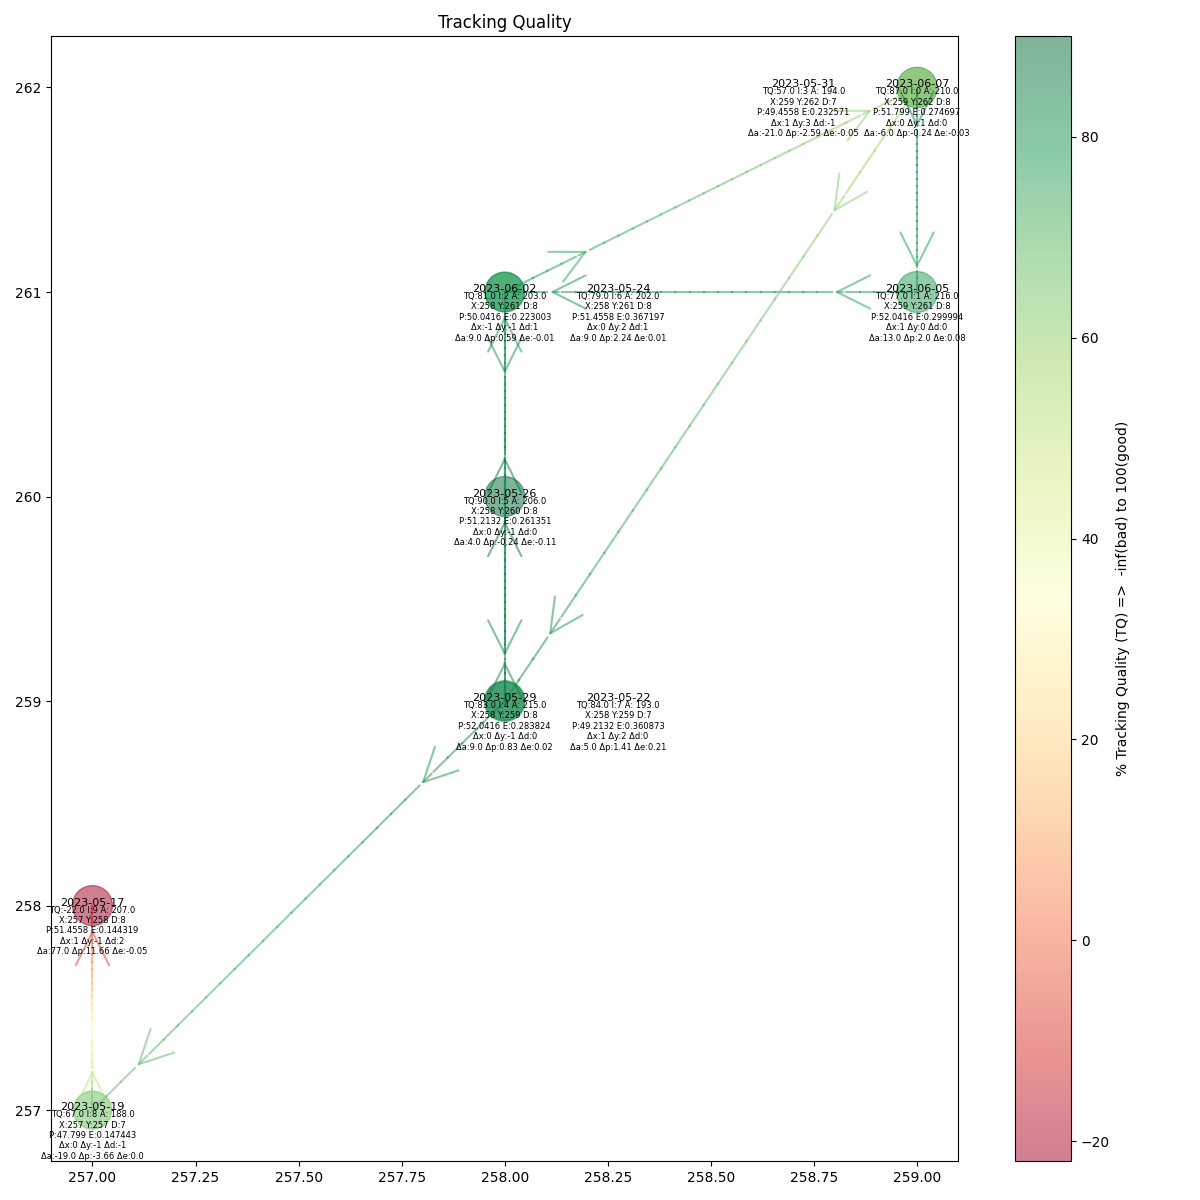 Tracking Quality
262
261
260
259
258
257
257.00
257.25
257.50
257.75
258.00
258.25
258.50
258.75
259.00
2023-05-31
TQ:57.0 I:3 A: 194.0
X:259 Y:262 D:7
P:49.4558 E:0.232571
Δx:1 Δy:3 Δd:-1
Δa:-21.0 Δp:-2.59 Δe:-0.05
2023-06-07
TQ:87.0 I:0 A: 210.0
X:259 Y:262 D:8
P:51.799 E:0.274697
Δx:0 Δy:1 Δd:0
Δa:-6.0 Δp:-0.24 Δe:-0.03
2023-06-02
TQ:81.0 I:2 A: 203.0
X:258 Y:261 D:8
P:50.0416 E:0.223003
Δx:-1 Δy:-1 Δd:1
Δa:9.0 Δp:0.59 Δe:-0.01
2023-05-24
TQ:79.0 I:6 A: 202.0
X:258 Y:261 D:8
P:51.4558 E:0.367197
Δx:0 Δy:2 Δd:1
Δa:9.0 Δp:2.24 Δe:0.01
2023-06-05
TQ:77.0 I:1 A: 216.0
X:259 Y:261 D:8
P:52.0416 E:0.299994
Δx:1 Δy:0 Δd:0
Δa:13.0 Δp:2.0 Δe:0.08
2023-05-26
TQ:90.0 I:5 A: 206.0
X:258 Y:260 D:8
P:51.2132 E:0.261351
Δx:0 Δy:-1 Δd:0
Δa:4.0 Δp:-0.24 Δe:-0.11
2023-05-29
TQ:83.0 I:4 A: 215.0
X:258 Y:259 D:8
P:52.0416 E:0.283824
Δx:0 Δy:-1 Δd:0
Δa:9.0 Δp:0.83 Δe:0.02
2023-05-22
TQ:84.0 I:7 A: 193.0
X:258 Y:259 D:7
P:49.2132 E:0.360873
Δx:1 Δy:2 Δd:0
Δa:5.0 Δp:1.41 Δe:0.21
2023-05-17
TQ:-22.0 I:9 A: 207.0
X:257 Y:258 D:8
P:51.4558 E:0.144319
Δx:1 Δy:-1 Δd:2
Δa:77.0 Δp:11.66 Δe:-0.05
2023-05-19
TQ:67.0 I:8 A: 188.0
X:257 Y:257 D:7
P:47.799 E:0.147443
Δx:0 Δy:-1 Δd:-1
Δa:-19.0 Δp:-3.66 Δe:0.0
80
60
40
20
0
−20
% Tracking Quality (TQ) => -inf(bad) to 100(good)